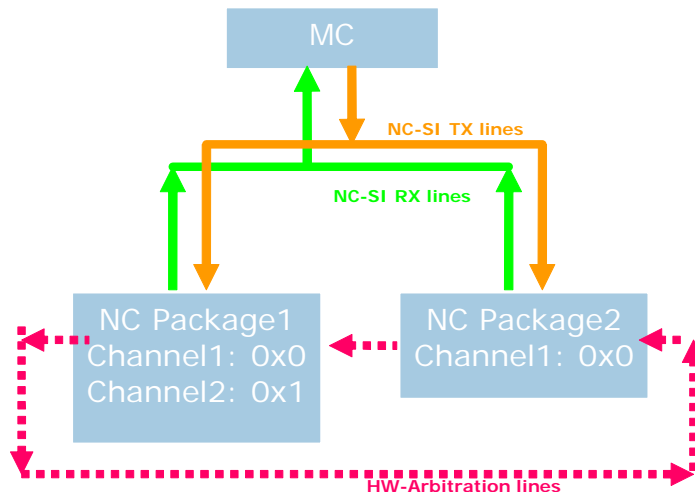 MC
NC-SI TX lines
NC-SI RX lines
NC Package1
Channel1: 0x0
Channel2: 0x1
NC Package2
Channel1: 0x0
HW-Arbitration lines